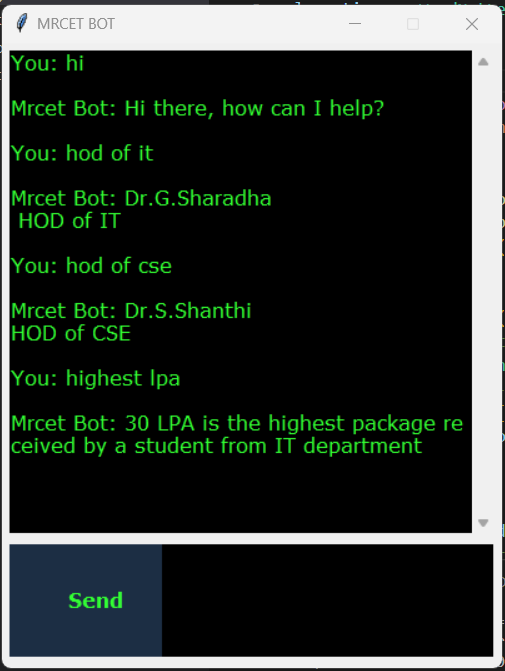 MRCET BOT
You: hi
Mrcet Bot: Hi there, how can I help?
You: hod of it
Mrcet Bot: Dr.G.Sharadha
HOD of IT
You: hod of cse
Mrcet Bot: Dr.S.Shanthi
HOD of CSE
You: highest lpa
Mrcet Bot: 30 LPA is the highest package re
ceived by a student from IT department
Send